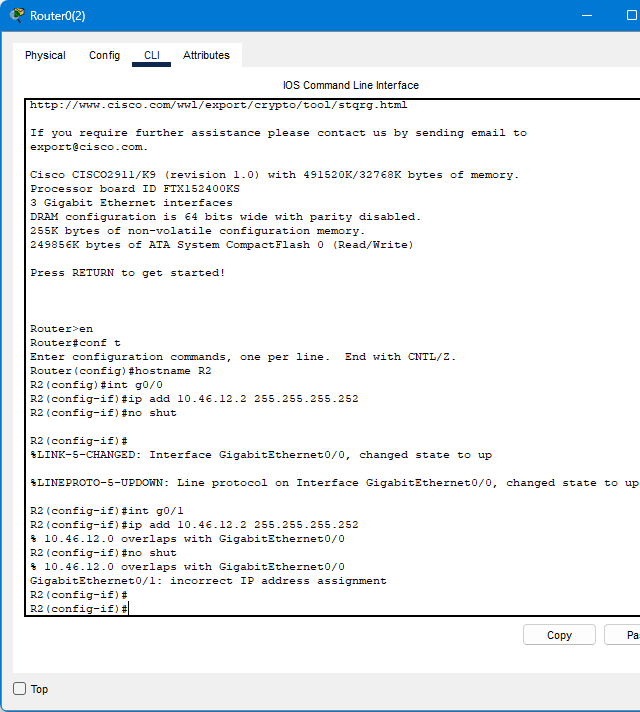 Router0(2)
Physical Config CLI Attributes
IOS Command Line Interface
http://www.cisco.com/wwl/export/crypto/tool/stqrg.html
If you require further assistance please contact us by sending email to
export@cisco.com.
Cisco CISCO2911/K9 (revision 1.0) with 491520K/32768K bytes of memory.
Processor board ID FTX152400KS
3 Gigabit Ethernet interfaces
DRAM configuration is 64 bits wide with parity disabled.
255K bytes of non-volatile configuration memory.
249856K bytes of ATA System CompactFlash 0 (Read/Write)
Press RETURN to get started!
Router>en
Router#conf t
Enter configuration commands, one per line.  End with CNTL/Z.
Router(config)#hostname R2
R2(config)#int g0/0
R2(config-if)#ip add 10.46.12.2 255.255.255.252
R2(config-if)#no shut
R2(config-if)#
%LINK-5-CHANGED: Interface GigabitEthernet0/0, changed state to up
%LINEPROTO-5-UPDOWN: Line protocol on Interface GigabitEthernet0/0, changed state to up
R2(config-if)#int g0/1
R2(config-if)#ip add 10.46.12.2 255.255.255.252
% 10.46.12.0 overlaps with GigabitEthernet0/0
R2(config-if)#no shut
% 10.46.12.0 overlaps with GigabitEthernet0/0
GigabitEthernet0/1: incorrect IP address assignment
R2(config-if)#
R2(config-if)#
Copy
Top